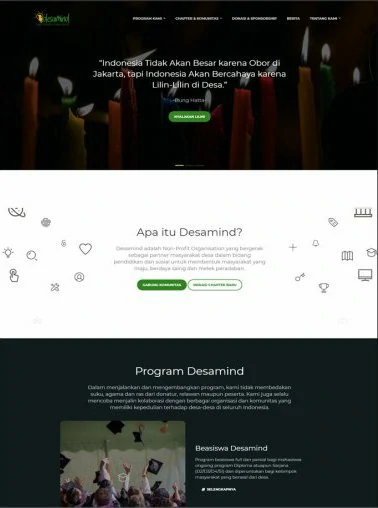 desamind
PROGRAM KAMI CHAPTER & KOMUNITAS DONASI & SPONSORSHIP BERITA TENTANG KAMI
“Indonesia Tidak Akan Besar karena Obor di
Jakarta, tapi Indonesia Akan Bercahaya karena
Lilin-Lilin di Desa.”
-Bung Hatta-
NYALAKAN LILIN
Apa itu Desamind?
Desamind adalah Non-Profit Organisation yang bergerak
sebagai partner masyarakat desa dalam bidang
pendidikan dan sosial untuk membentuk masyarakat yang
maju, berdaya saing dan melek peradaban.
GABUNG KOMUNITAS
INISIASI CHAPTER BARU
Program Desamind
Dalam menjalankan dan mengembangkan program, kami tidak membedakan
suku, agama dan ras dari donatur, relawan maupun peserta. Kami juga selalu
mencoba menjalin kolaborasi dengan berbagai organisasi dan komunitas yang
memiliki kepedulian terhadap desa-desa di seluruh Indonesia.
Beasiswa Desamind
Program beasiswa full dan parsial bagi mahasiswa
ongoing program Diploma ataupun Sarjana
(D2/D3/D4/S1) dan diperuntukan bagi kelompok
masyarakat yang berasal dari desa.
SELENGKAPNYA